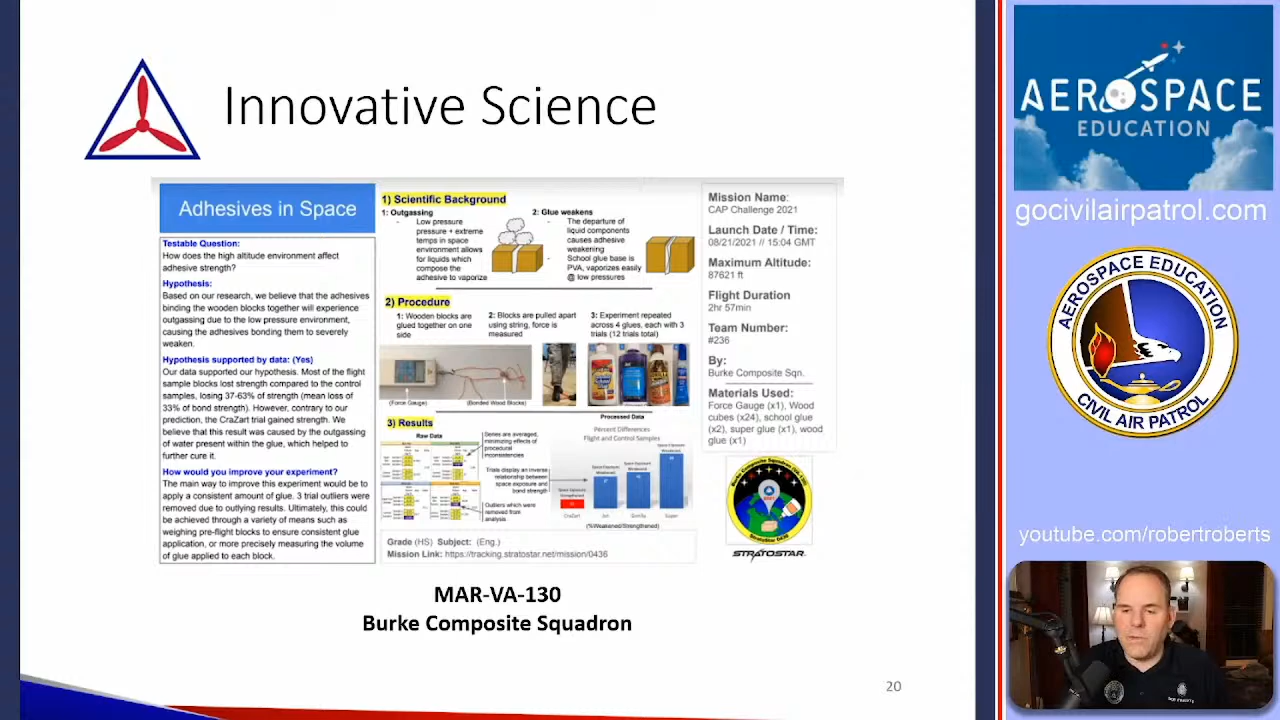 Innovative Science
Adhesives in Space
Testable Question:
How does the high altitude environment affect
adhesive strength?
Hypothesis:
Based on our research, we believe that the adhesives
binding the wooden blocks together will experience
outgassing due to the low pressure environment,
causing the adhesives bonding them to severely
weaken.
Hypothesis supported by data: (Yes)
Our data supported our hypothesis. Most of the flight
sample blocks lost strength compared to the control
samples, losing 37-63% of strength (mean loss of
33% of bond strength). However, contrary to our
prediction, the CraZart trial gained strength. We
believe that this result was caused by the outgassing
of water present within the glue, which helped to
further cure it.
How would you improve your experiment?
The main way to improve this experiment would be to
apply a consistent amount of glue. 3 trial outliers were
removed due to outlying results. Ultimately, this could
be achieved through a variety of means such as
weighing pre-flight blocks to ensure consistent glue
application, or more precisely measuring the volume
of glue applied to each block.
1) Scientific Background
1: Outgassing
- Low pressure
pressure + extreme
temps in space
environment allows
for liquids which
compose the
adhesive to vaporize
2: Glue weakens
- The departure of
liquid components
causes adhesive
weakening
- School glue base is
PVA, vaporizes easily
@ low pressures
2) Procedure
1: Wooden blocks are
glued together on one
side
2: Blocks are pulled apart
using string, force is
measured
3: Experiment repeated
across 4 glues, each with 3
trials (12 trials total)
(Force Gauge)
(Bonded Wood Blocks)
3) Results
Raw Data
Series are averaged,
minimizing effects of
procedural
inconsistencies
Trials display an inverse
relationship between
space exposure and
bond strength
Outliers which were
removed from
analysis
Processed Data
Percent Differences
Flight and Control Samples
CraZart
Super
(%Weakened/Strengthened)
Grade (HS) Subject: (Eng.)
Mission Link: https://tracking.stratostar.net/mission/0436
Mission Name:
CAP Challenge 2021
Launch Date / Time:
08/21/2021 // 15:04 GMT
Maximum Altitude:
87621 ft
Flight Duration
2hr 57min
Team Number:
#236
By:
Burke Composite Sqn.
Materials Used:
Force Gauge (x1), Wood
cubes (x24), school glue
(x2), super glue (x1), wood
glue (x1)
STRATOSTAR
MAR-VA-130
Burke Composite Squadron
20
AEROSPACE
EDUCATION
gocivilairpatrol.com
AEROSPACE EDUCATION
CIVIL AIR PATROL
youtube.com/robertroberts